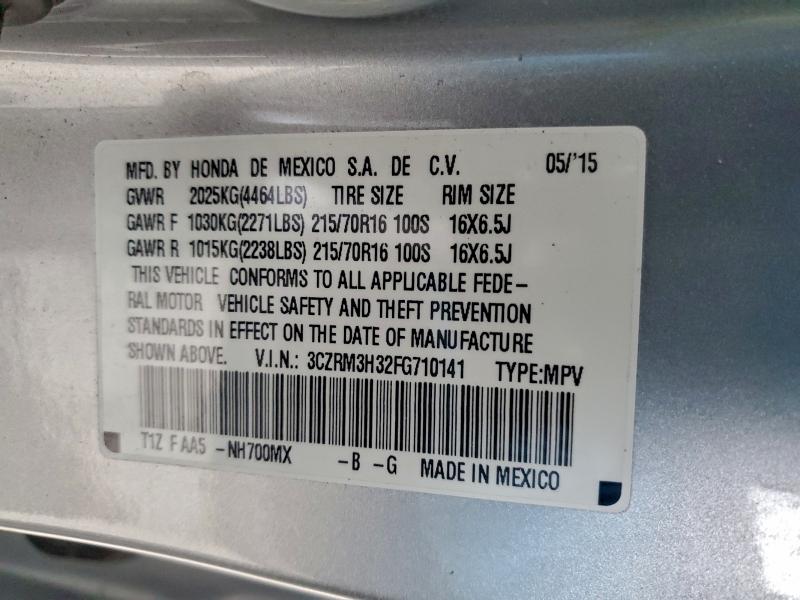 MFD. BY HONDA DE MEXICO S.A. DE C.V. 05/'15
GVWR 2025KG(4464LBS) TIRE SIZE RIM SIZE
GAWR F 1030KG(2271LBS) 215/70R16 100S 16X6.5J
GAWR R 1015KG(2238LBS) 215/70R16 100S 16X6.5J
THIS VEHICLE CONFORMS TO ALL APPLICABLE FEDE-
RAL MOTOR VEHICLE SAFETY AND THEFT PREVENTION
STANDARDS IN EFFECT ON THE DATE OF MANUFACTURE
SHOWN ABOVE. V.I.N.: 3CZRM3H32FG710141 TYPE:MPV
T1Z F AA5 -NH700MX -B -G MADE IN MEXICO